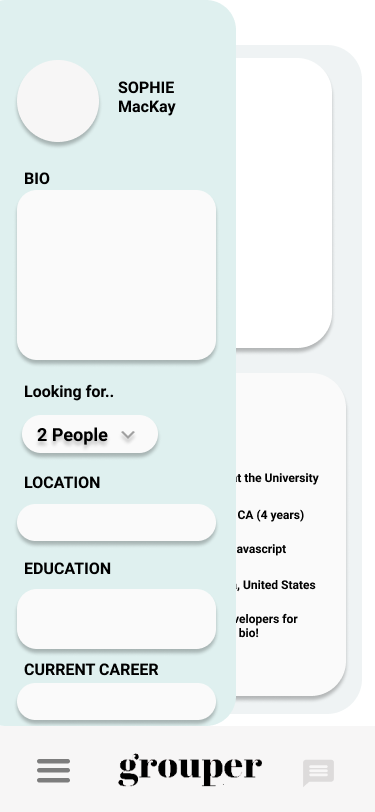 SOPHIE
MacKay
BIO
Looking for..
2 People
LOCATION
EDUCATION
CURRENT CAREER
at the University
CA (4 years)
avascript
, United States
velopers for
bio!
grouper